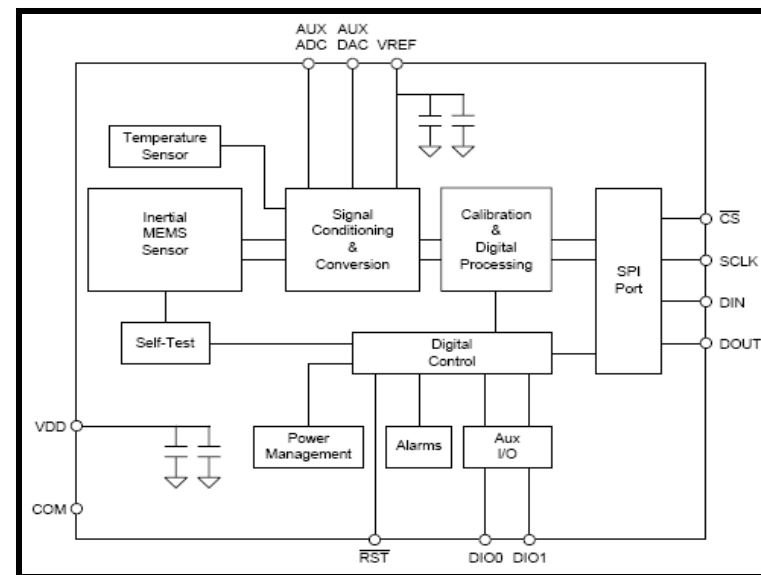 AUX AUX
ADC DAC VREF
Temperature
Sensor
Inertial
MEMS
Sensor
Signal
Conditioning
&
Conversion
Calibration
&
Digital
Processing
SPI
Port
CS
SCLK
DIN
DOUT
Self-Test
Digital
Control
VDD
Power
Management
Alarms
Aux
I/O
COM
RST
DIO0 DIO1